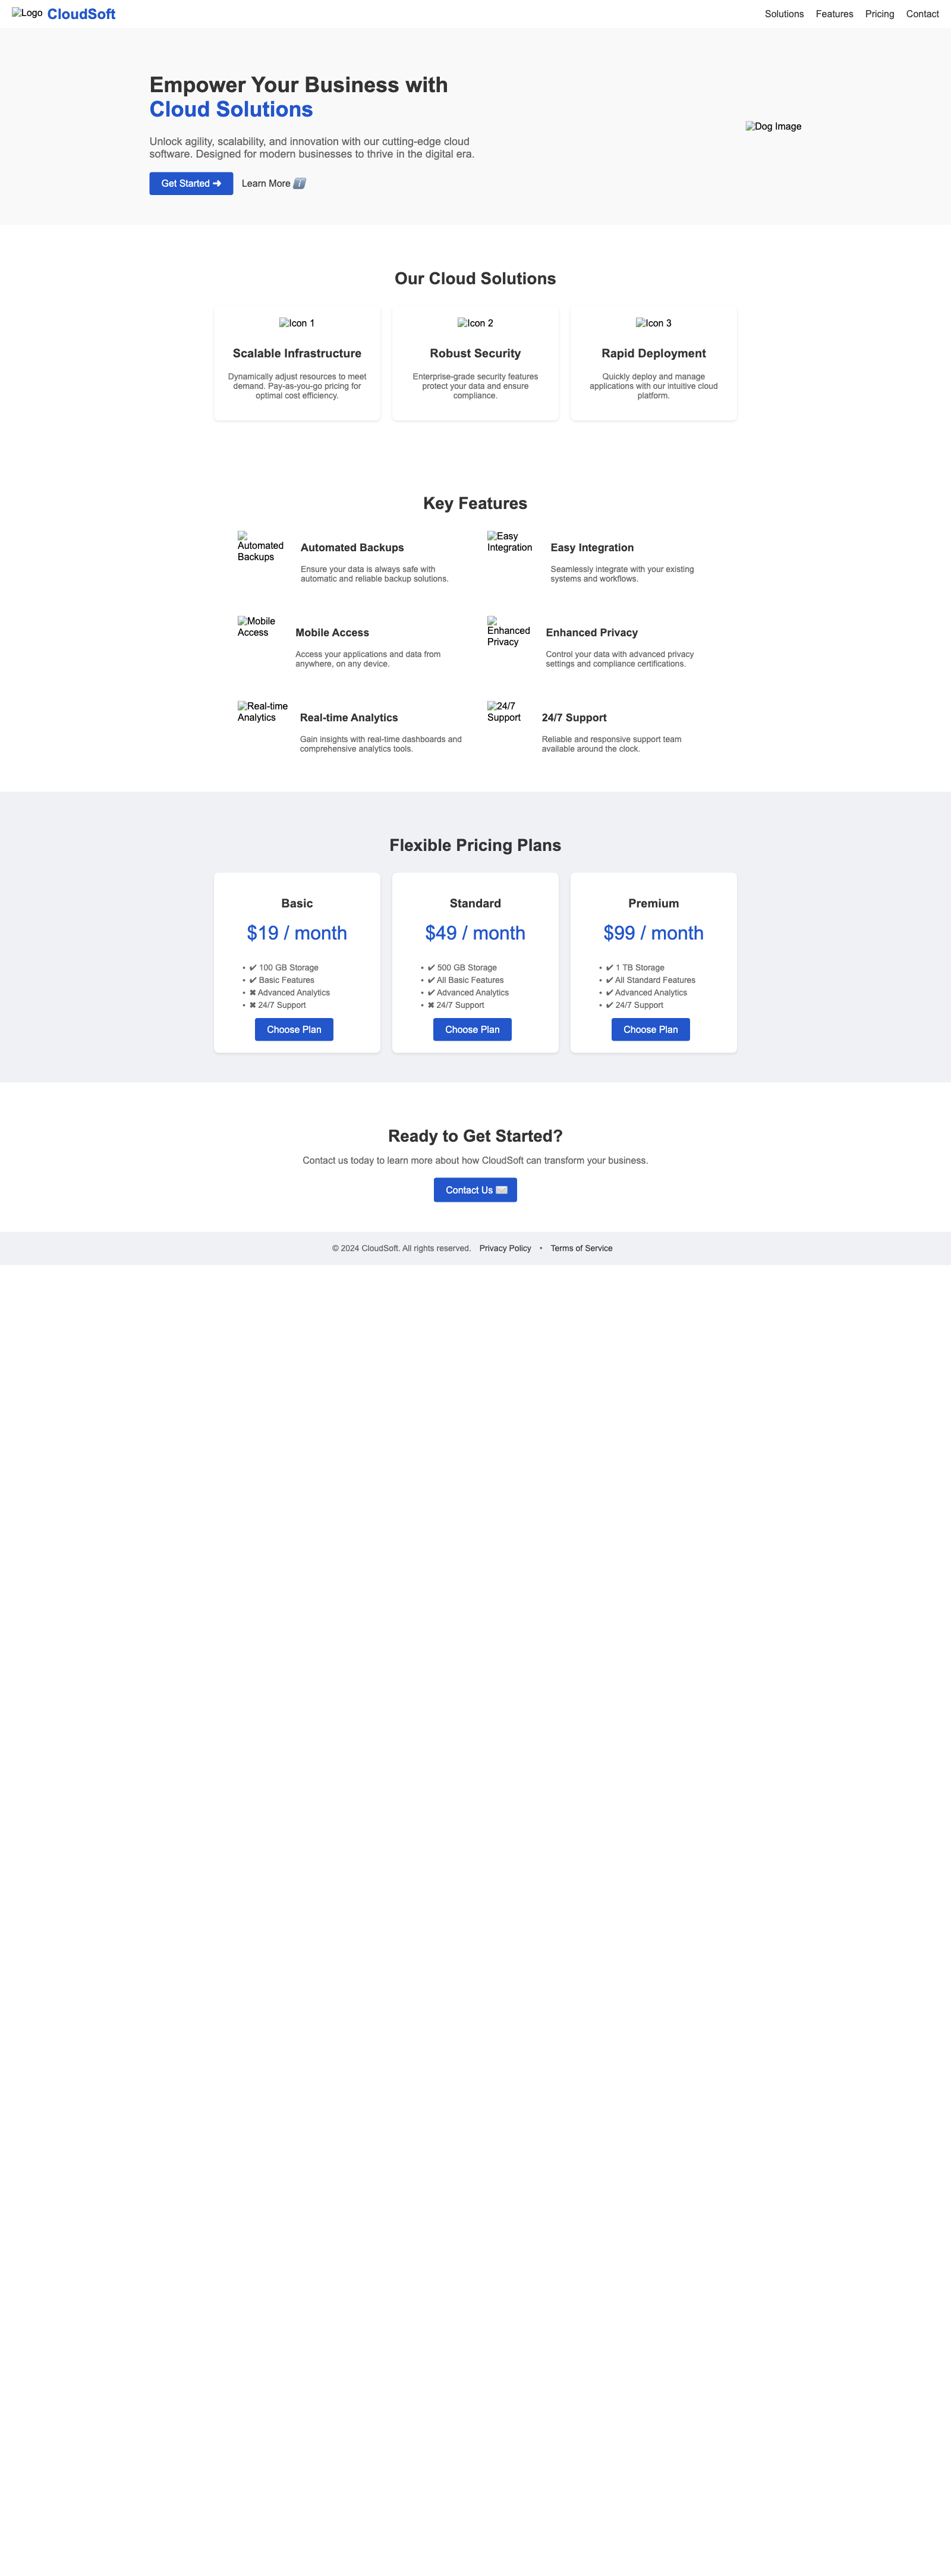 Logo CloudSoft
Solutions Features Pricing Contact
Empower Your Business with
Cloud Solutions
Unlock agility, scalability, and innovation with our cutting-edge cloud
software. Designed for modern businesses to thrive in the digital era.
Get Started ➜ Learn More ℹ️
Dog Image
Our Cloud Solutions
Icon 1
Scalable Infrastructure
Dynamically adjust resources to meet
demand. Pay-as-you-go pricing for
optimal cost efficiency.
Icon 2
Robust Security
Enterprise-grade security features
protect your data and ensure
compliance.
Icon 3
Rapid Deployment
Quickly deploy and manage
applications with our intuitive cloud
platform.
Key Features
Automated
Backups
Automated Backups
Ensure your data is always safe with
automatic and reliable backup solutions.
Easy
Integration
Easy Integration
Seamlessly integrate with your existing
systems and workflows.
Mobile
Access
Mobile Access
Access your applications and data from
anywhere, on any device.
Enhanced
Privacy
Enhanced Privacy
Control your data with advanced privacy
settings and compliance certifications.
Real-time
Analytics
Real-time Analytics
Gain insights with real-time dashboards and
comprehensive analytics tools.
24/7
Support
24/7 Support
Reliable and responsive support team
available around the clock.
Flexible Pricing Plans
Basic
$19 / month
• ✔ 100 GB Storage
• ✔ Basic Features
• ✖ Advanced Analytics
• ✖ 24/7 Support
Choose Plan
Standard
$49 / month
• ✔ 500 GB Storage
• ✔ All Basic Features
• ✔ Advanced Analytics
• ✖ 24/7 Support
Choose Plan
Premium
$99 / month
• ✔ 1 TB Storage
• ✔ All Standard Features
• ✔ Advanced Analytics
• ✔ 24/7 Support
Choose Plan
Ready to Get Started?
Contact us today to learn more about how CloudSoft can transform your business.
Contact Us ✉️
© 2024 CloudSoft. All rights reserved. Privacy Policy • Terms of Service